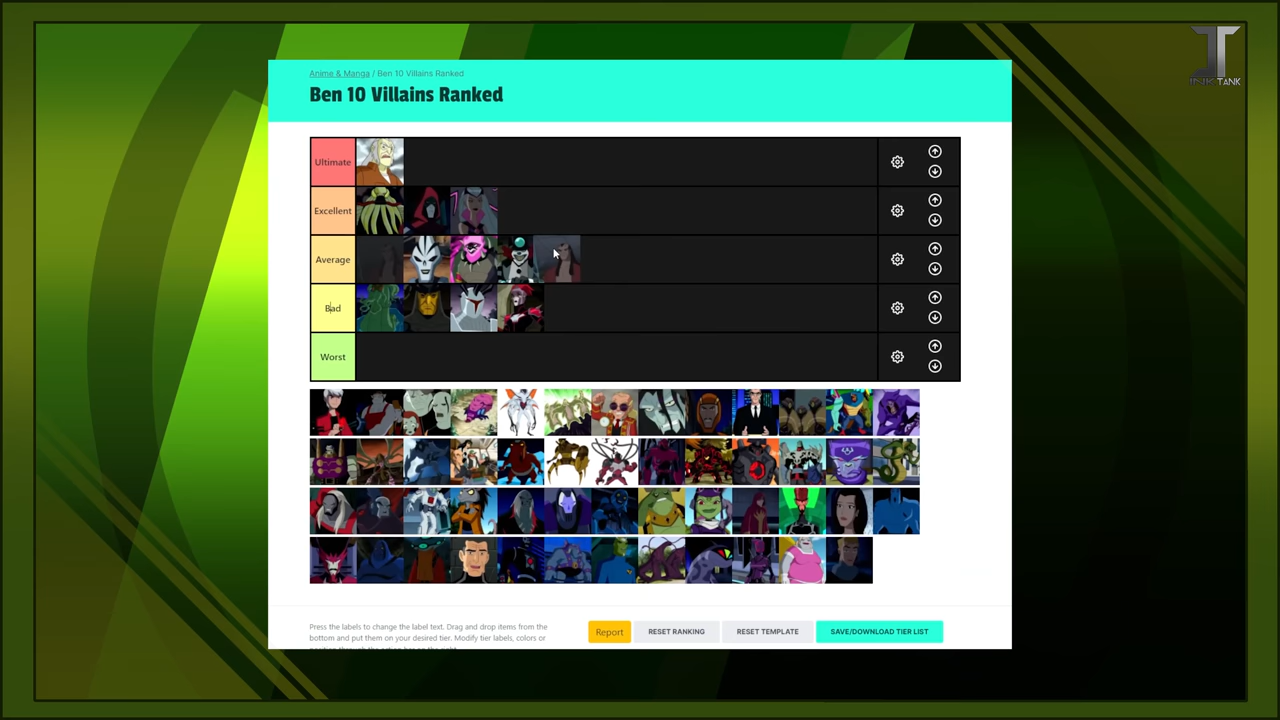 Anime & Manga / Ben 10 Villains Ranked
Ben 10 Villains Ranked
Ultimate
Excellent
Average
Bad
Worst
Press the labels to change the label text. Drag and drop items from the
bottom and put them on your desired tier. Modify tier labels, colors or
Report
RESET RANKING
RESET TEMPLATE
SAVE/DOWNLOAD TIER LIST